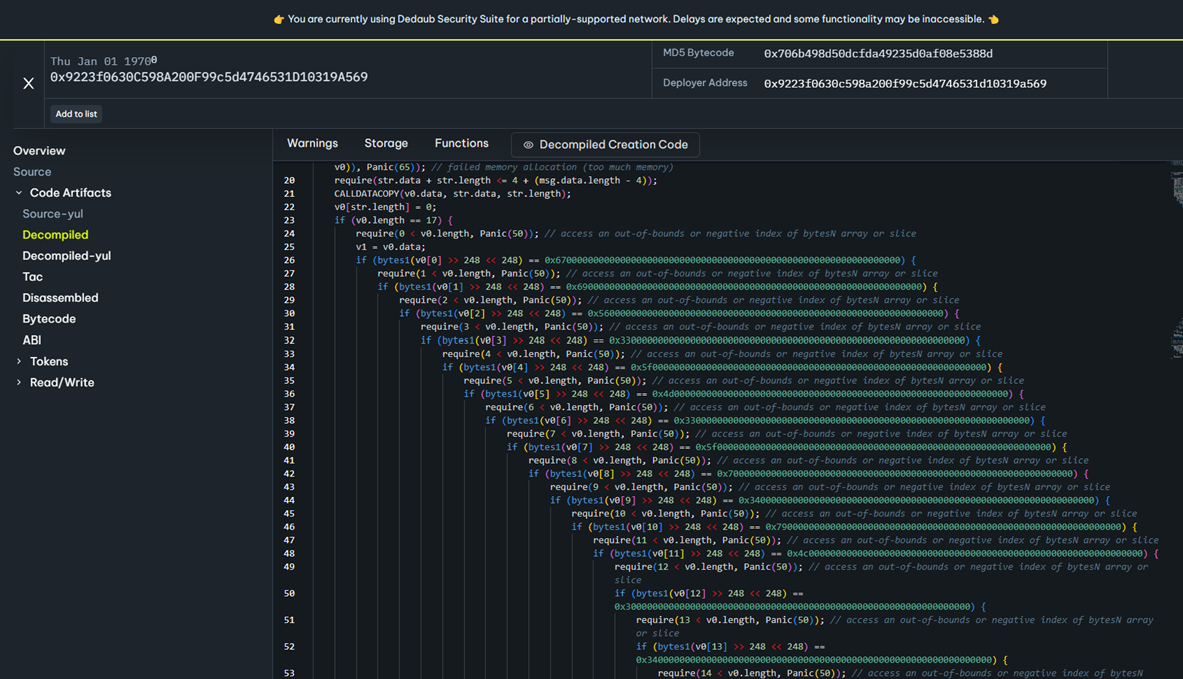 👉 You are currently using Dedaub Security Suite for a partially-supported network. Delays are expected and some functionality may be inaccessible. 👈
X
Thu Jan 01 1970⁰
0x9223f0630C598A200F99c5d4746531D10319A569
Add to list
MD5 Bytecode 0x706b498d50dcfda49235d0af08e5388d
Deployer Address 0x9223f0630c598a200f99c5d4746531d10319a569
Overview
Source
Code Artifacts
Source-yul
Decompiled
Decompiled-yul
Tac
Disassembled
Bytecode
ABI
Tokens
Read/Write
Warnings Storage Functions Decompiled Creation Code
v0)), Panic(65)); // failed memory allocation (too much memory)
20 require(str.data + str.length <= 4 + (msg.data.length - 4));
21 CALLDATACOPY(v0.data, str.data, str.length);
22 v0[str.length] = 0;
23 if (v0.length == 17) {
24 require(0 < v0.length, Panic(50)); // access an out-of-bounds or negative index of bytesN array or slice
25 v1 = v0.data;
26 if (bytes1(v0[0] >> 248 << 248) == 0x6700000000000000000000000000000000000000000000000000000000000000) {
27 require(1 < v0.length, Panic(50)); // access an out-of-bounds or negative index of bytesN array or slice
28 if (bytes1(v0[1] >> 248 << 248) == 0x6900000000000000000000000000000000000000000000000000000000000000) {
29 require(2 < v0.length, Panic(50)); // access an out-of-bounds or negative index of bytesN array or slice
30 if (bytes1(v0[2] >> 248 << 248) == 0x5600000000000000000000000000000000000000000000000000000000000000) {
31 require(3 < v0.length, Panic(50)); // access an out-of-bounds or negative index of bytesN array or slice
32 if (bytes1(v0[3] >> 248 << 248) == 0x3300000000000000000000000000000000000000000000000000000000000000) {
33 require(4 < v0.length, Panic(50)); // access an out-of-bounds or negative index of bytesN array or slice
34 if (bytes1(v0[4] >> 248 << 248) == 0x5f00000000000000000000000000000000000000000000000000000000000000) {
35 require(5 < v0.length, Panic(50)); // access an out-of-bounds or negative index of bytesN array or slice
36 if (bytes1(v0[5] >> 248 << 248) == 0x4d00000000000000000000000000000000000000000000000000000000000000) {
37 require(6 < v0.length, Panic(50)); // access an out-of-bounds or negative index of bytesN array or slice
38 if (bytes1(v0[6] >> 248 << 248) == 0x3300000000000000000000000000000000000000000000000000000000000000) {
39 require(7 < v0.length, Panic(50)); // access an out-of-bounds or negative index of bytesN array or slice
40 if (bytes1(v0[7] >> 248 << 248) == 0x5f00000000000000000000000000000000000000000000000000000000000000) {
41 require(8 < v0.length, Panic(50)); // access an out-of-bounds or negative index of bytesN array or slice
42 if (bytes1(v0[8] >> 248 << 248) == 0x7000000000000000000000000000000000000000000000000000000000000000) {
43 require(9 < v0.length, Panic(50)); // access an out-of-bounds or negative index of bytesN array or slice
44 if (bytes1(v0[9] >> 248 << 248) == 0x3400000000000000000000000000000000000000000000000000000000000000) {
45 require(10 < v0.length, Panic(50)); // access an out-of-bounds or negative index of bytesN array or slice
46 if (bytes1(v0[10] >> 248 << 248) == 0x7900000000000000000000000000000000000000000000000000000000000000) {
47 require(11 < v0.length, Panic(50)); // access an out-of-bounds or negative index of bytesN array or slice
48 if (bytes1(v0[11] >> 248 << 248) == 0x4c00000000000000000000000000000000000000000000000000000000000000) {
49 require(12 < v0.length, Panic(50)); // access an out-of-bounds or negative index of bytesN array or
slice
50 if (bytes1(v0[12] >> 248 << 248) ==
0x3000000000000000000000000000000000000000000000000000000000000000) {
51 require(13 < v0.length, Panic(50)); // access an out-of-bounds or negative index of bytesN array
or slice
52 if (bytes1(v0[13] >> 248 << 248) ==
0x3400000000000000000000000000000000000000000000000000000000000000) {
53 require(14 < v0.length, Panic(50)); // access an out-of-bounds or negative index of bytesN